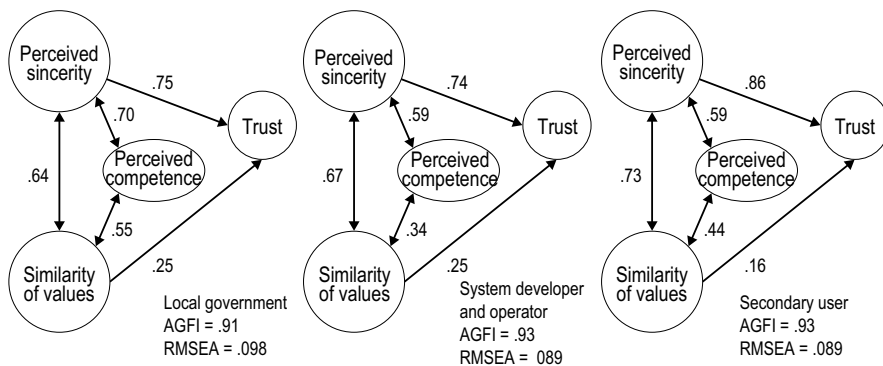 Perceived
sincerity
.75
.70
Trust
Perceived
competence
.64
.55
Similarity
of values
.25
Local government
AGFI = .91
RMSEA = .098
Perceived
sincerity
.74
.59
Trust
Perceived
competence
.67
.34
Similarity
of values
.25
System developer
and operator
AGFI = .93
RMSEA = 089
Perceived
sincerity
.86
.59
Trust
Perceived
competence
.73
.44
Similarity
of values
.16
Secondary user
AGFI = .93
RMSEA = .089